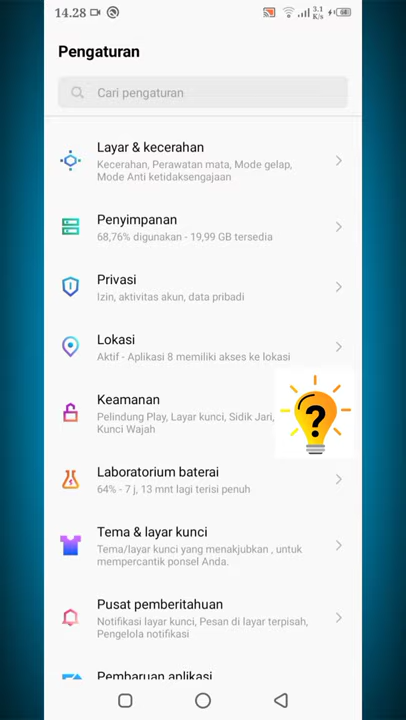 14.28
3.1
K/s
Pengaturan
Cari pengaturan
Layar & kecerahan
Kecerahan, Perawatan mata, Mode gelap,
Mode Anti ketidaksengajaan
Penyimpanan
68,76% digunakan - 19,99 GB tersedia
Privasi
Izin, aktivitas akun, data pribadi
Lokasi
Aktif - Aplikasi 8 memiliki akses ke lokasi
Keamanan
Pelindung Play, Layar kunci, Sidik Jari,
Kunci Wajah
?
Laboratorium baterai
64% - 7 j, 13 mnt lagi terisi penuh
Tema & layar kunci
Tema/layar kunci yang menakjubkan , untuk
mempercantik ponsel Anda.
Pusat pemberitahuan
Notifikasi layar kunci, Pesan di layar terpisah,
Pengelola notifikasi
Pembaruan aplikasi